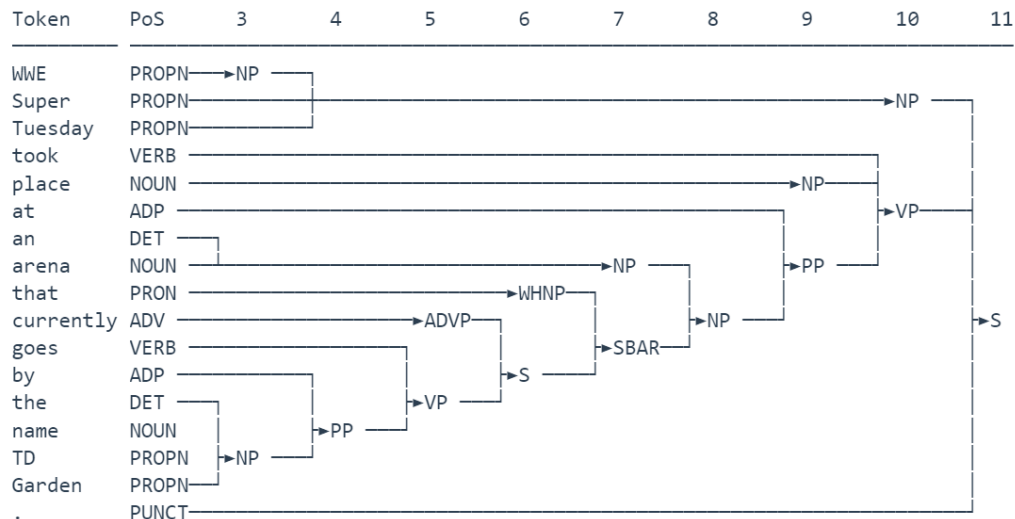 Token PoS 3 4 5 6 7 8 9 10 11
WWE PROPN NP
Super PROPN NP
Tuesday PROPN
took VERB
place NOUN NP
at ADP VP
an DET
arena NOUN NP PP
that PRON WHNP
currently ADV ADVP NP S
goes VERB SBAR
by ADP S
the DET VP
name NOUN PP
TD PROPN NP
Garden PROPN
. PUNCT